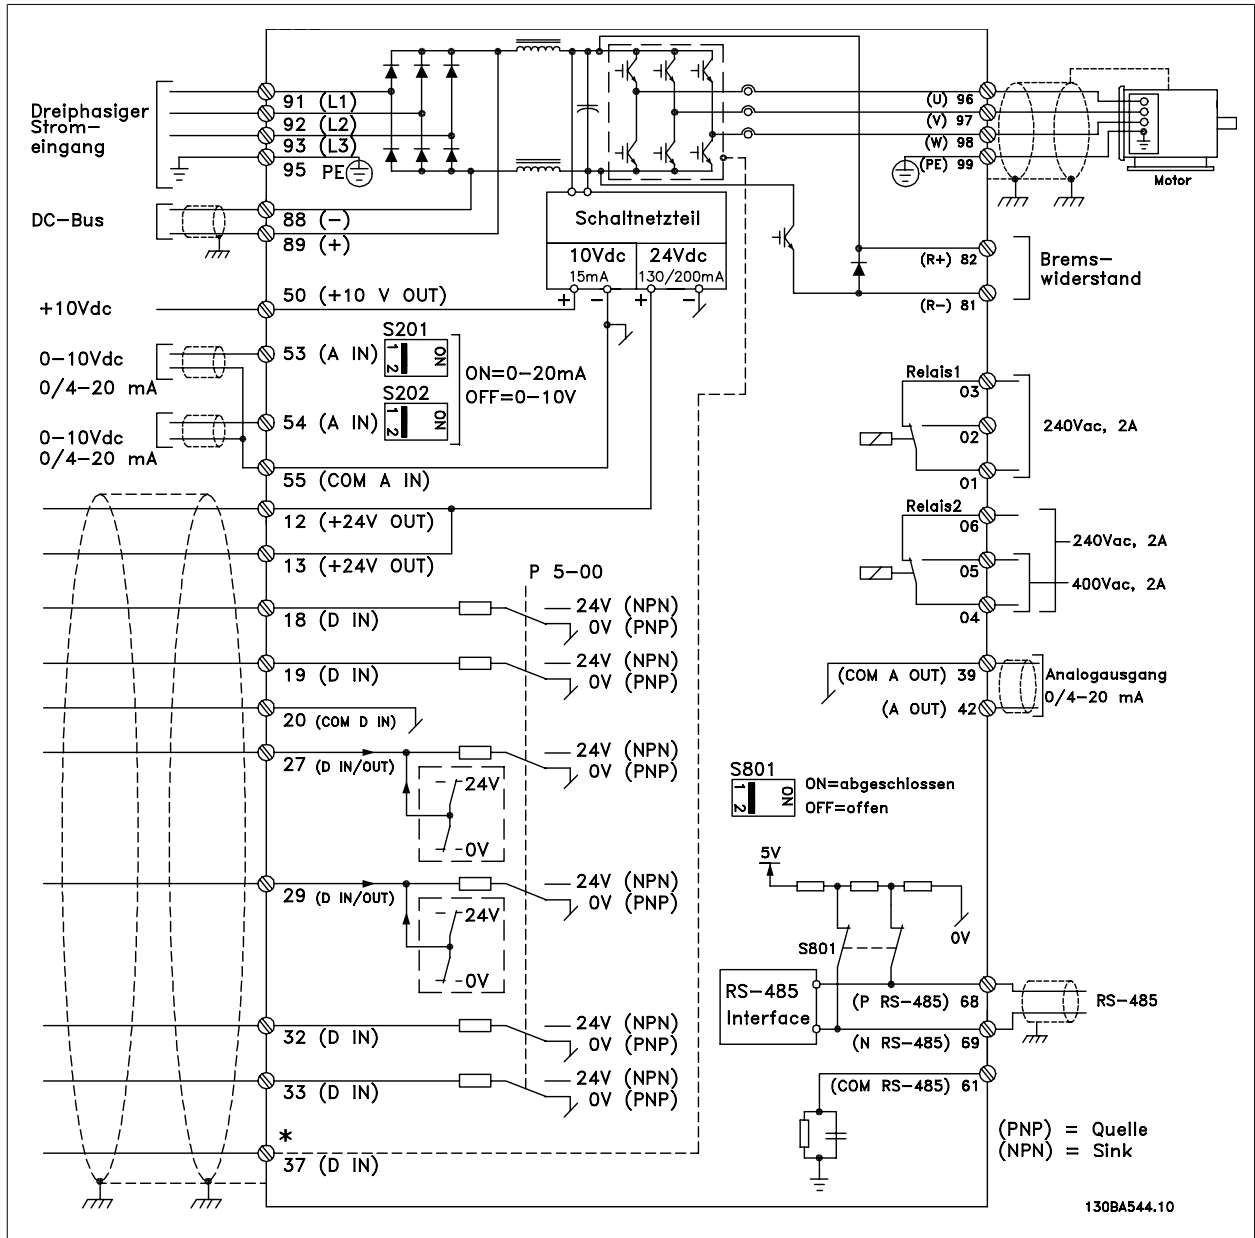 Dreiphasiger
Strom-
eingang
91 (L1)
92 (L2)
93 (L3)
95 PE
DC-Bus
88 (-)
89 (+)
+10Vdc
50 (+10 V OUT)
0-10Vdc
0/4-20 mA
53 (A IN)
S201
1 2 ON
ON=0-20mA
OFF=0-10V
S202
1 2 ON
0-10Vdc
0/4-20 mA
54 (A IN)
55 (COM A IN)
12 (+24V OUT)
13 (+24V OUT)
P 5-00
18 (D IN)
24V (NPN)
0V (PNP)
19 (D IN)
24V (NPN)
0V (PNP)
20 (COM D IN)
27 (D IN/OUT)
24V (NPN)
0V (PNP)
24V
0V
29 (D IN/OUT)
24V (NPN)
0V (PNP)
24V
0V
32 (D IN)
24V (NPN)
0V (PNP)
33 (D IN)
24V (NPN)
0V (PNP)
*
37 (D IN)
Schaltnetzteil
10Vdc
15mA
24Vdc
130/200mA
+ - + -
(U) 96
(V) 97
(W) 98
(PE) 99
Motor
(R+) 82
(R-) 81
Brems-
widerstand
Relais1
03
02
01
240Vac, 2A
Relais2
06
05
04
240Vac, 2A
400Vac, 2A
(COM A OUT) 39
(A OUT) 42
Analogausgang
0/4-20 mA
S801
1 2 ON
ON=abgeschlossen
OFF=offen
5V
S801
0V
RS-485
Interface
(P RS-485) 68
(N RS-485) 69
RS-485
(COM RS-485) 61
(PNP) = Quelle
(NPN) = Sink
130BA544.10